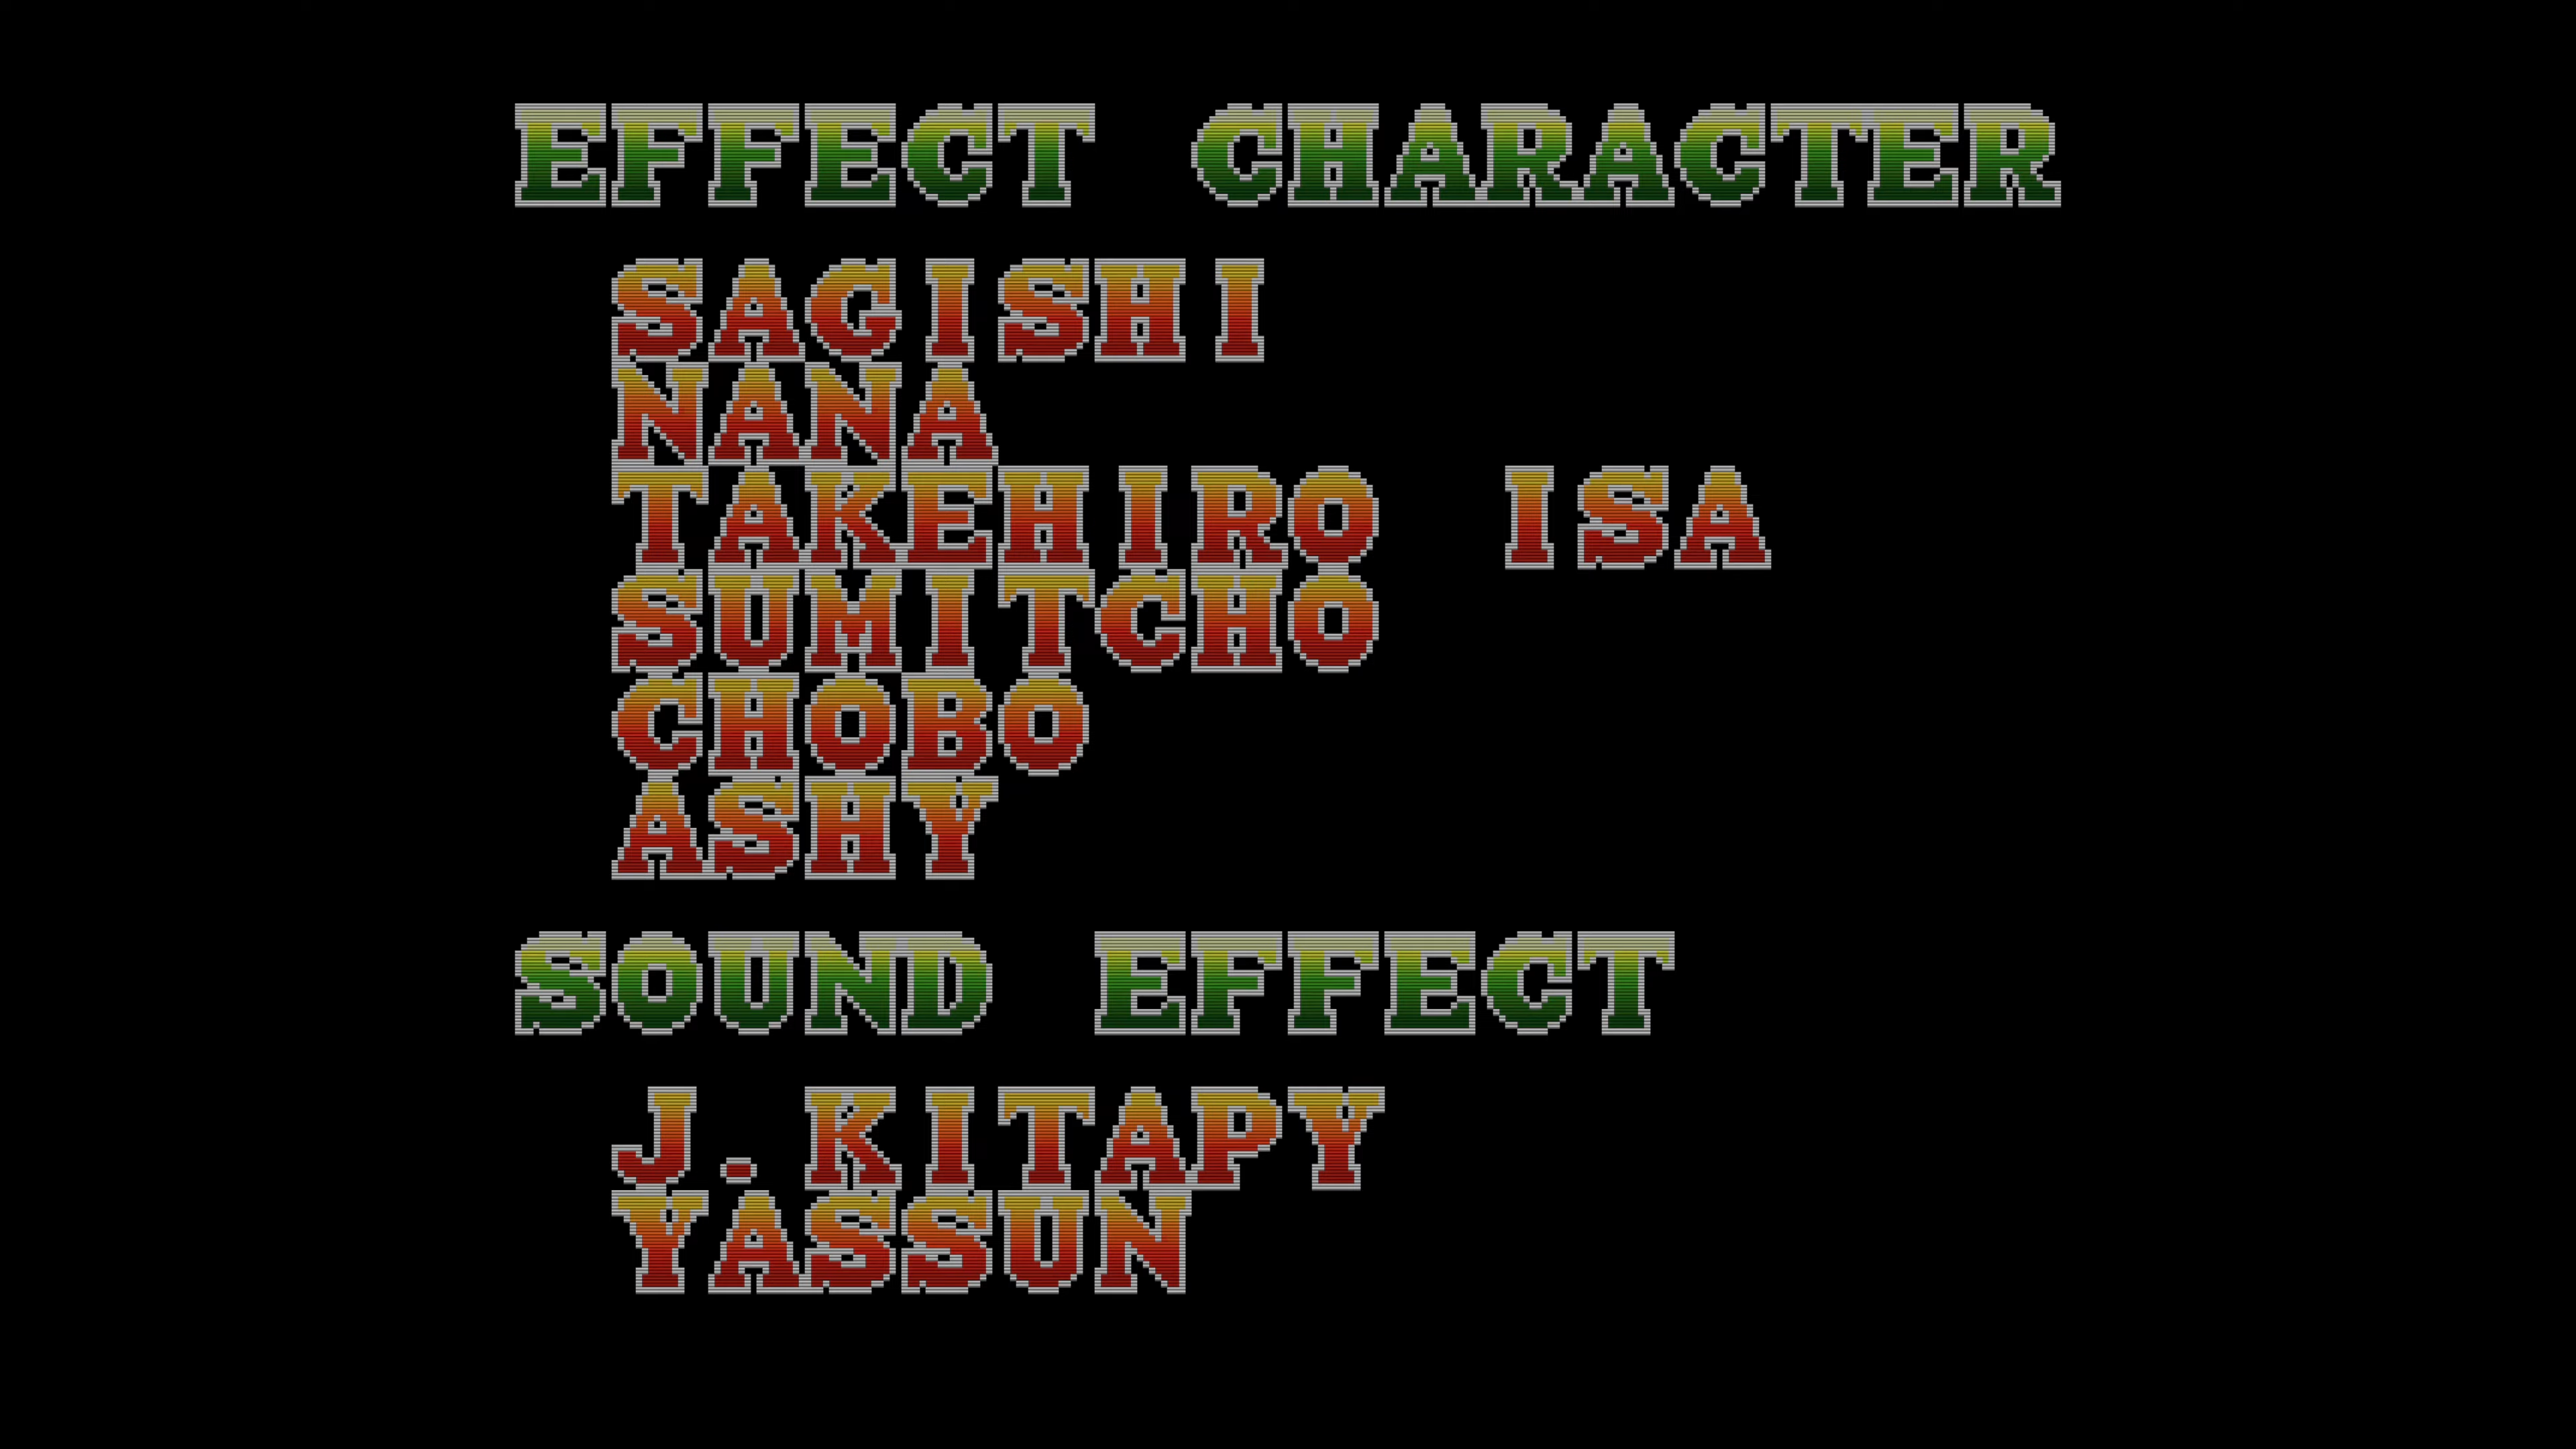 EFFECT CHARACTER
SAGISHI
NANA
TAKEHIRO ISA
SUMITCHO
CHOBO
ASHY
SOUND EFFECT
J.KITAPY
YASSUN